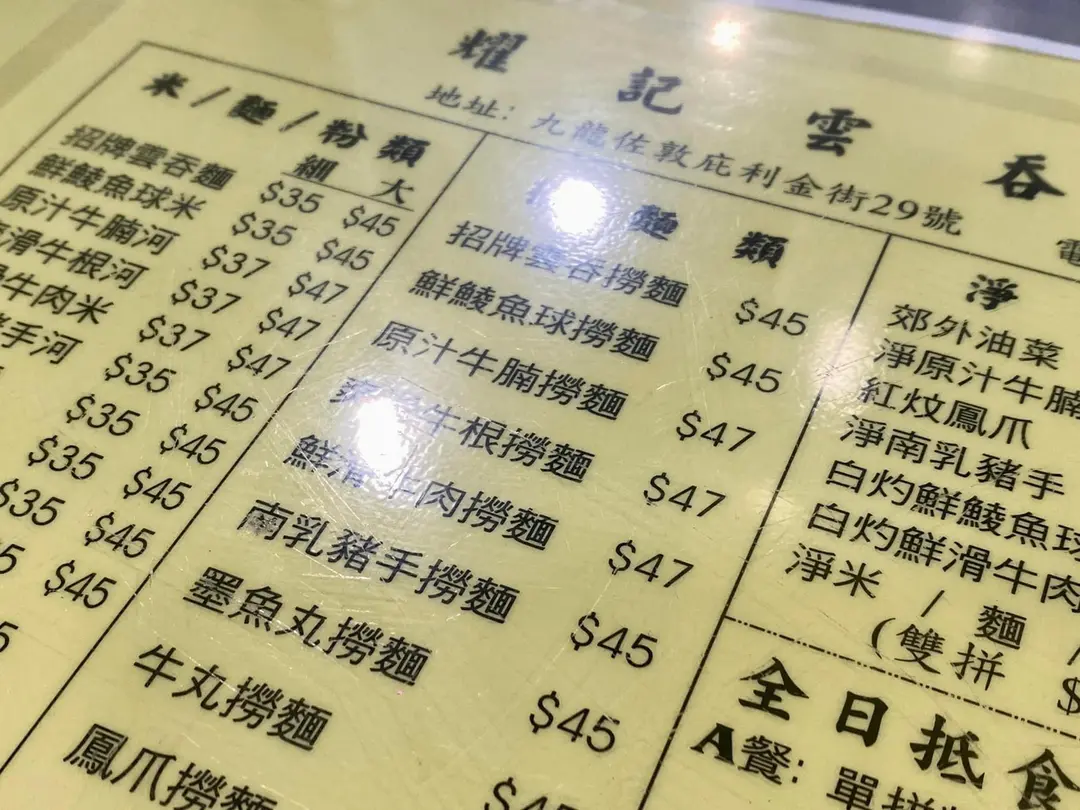 耀記雲吞
地址: 九龍佐敦庇利金街29號
電
米/麵/粉類
細 大
招牌雲吞麵 $35 $45
鮮鯪魚球米 $35 $45
原汁牛腩河 $37 $47
滑牛根河 $37 $47
牛肉米 $37 $47
手河 $35 $45
$35 $45
$35 $45
$35 $45
$45
麵類
招牌雲吞撈麵 $45
鮮鯪魚球撈麵 $45
原汁牛腩撈麵 $47
牛根撈麵 $47
鮮滑牛肉撈麵 $47
南乳豬手撈麵 $45
墨魚丸撈麵 $45
牛丸撈麵
鳳爪撈麵
淨
郊外油菜
淨原汁牛腩
紅炆鳳爪
淨南乳豬手
白灼鮮鯪魚球
白灼鮮滑牛肉
淨米 / 麵 /
(雙拼 $
全日抵食
A餐: 單拼